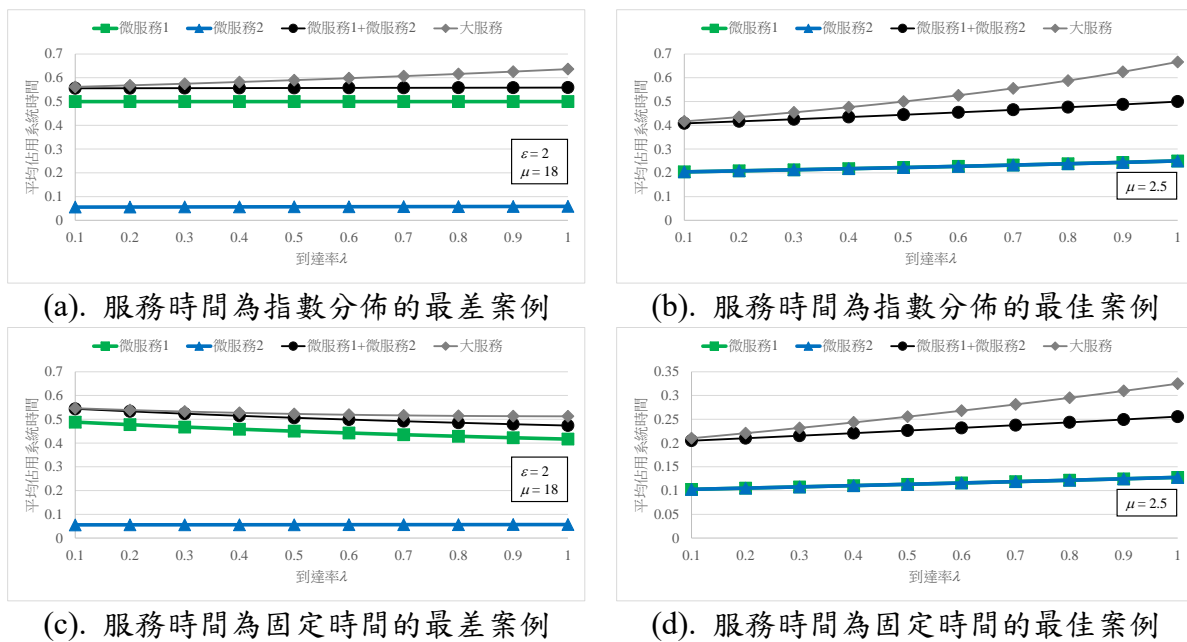 微服務1 微服務2 微服務1+微服務2 大服務
0.7
0.6
0.5
0.4
0.3
0.2
0.1
0
平均佔用系統時間
ε = 2
μ = 18
0.1 0.2 0.3 0.4 0.5 0.6 0.7 0.8 0.9 1
到達率λ
(a). 服務時間為指數分佈的最差案例
微服務1 微服務2 微服務1+微服務2 大服務
0.7
0.6
0.5
0.4
0.3
0.2
0.1
0
平均佔用系統時間
μ = 2.5
0.1 0.2 0.3 0.4 0.5 0.6 0.7 0.8 0.9 1
到達率λ
(b). 服務時間為指數分佈的最佳案例
微服務1 微服務2 微服務1+微服務2 大服務
0.7
0.6
0.5
0.4
0.3
0.2
0.1
0
平均佔用系統時間
ε = 2
μ = 18
0.1 0.2 0.3 0.4 0.5 0.6 0.7 0.8 0.9 1
到達率λ
(c). 服務時間為固定時間的最差案例
微服務1 微服務2 微服務1+微服務2 大服務
0.35
0.3
0.25
0.2
0.15
0.1
0.05
0
平均佔用系統時間
μ = 2.5
0.1 0.2 0.3 0.4 0.5 0.6 0.7 0.8 0.9 1
到達率λ
(d). 服務時間為固定時間的最佳案例